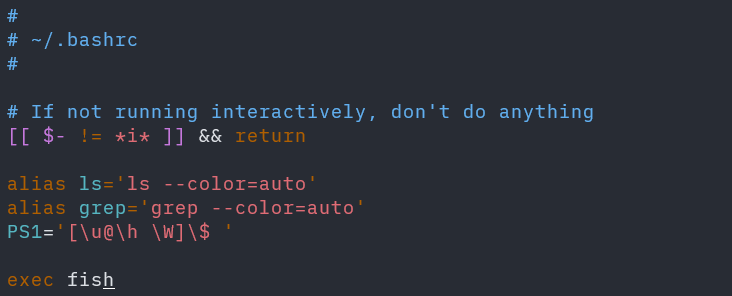 #
# ~/.bashrc
#
# If not running interactively, don't do anything
[[ $- != *i* ]] && return
alias ls='ls --color=auto'
alias grep='grep --color=auto'
PS1='[\u@\h \W]\$ '
exec fish